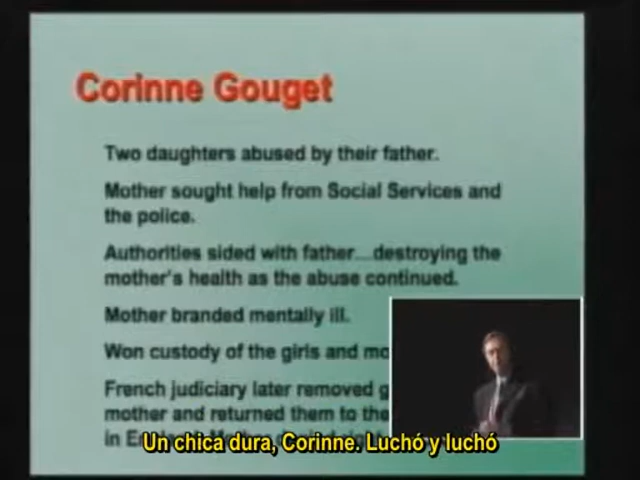 Corinne Gouget
Two daughters abused by their father.
Mother sought help from Social Services and
the police.
Authorities sided with father...destroying the
mother's health as the abuse continued.
Mother branded mentally ill.
Won custody of the girls and
French judiciary later removed
mother and returned them to the
in
Un chica dura, Corinne. Luchó y luchó